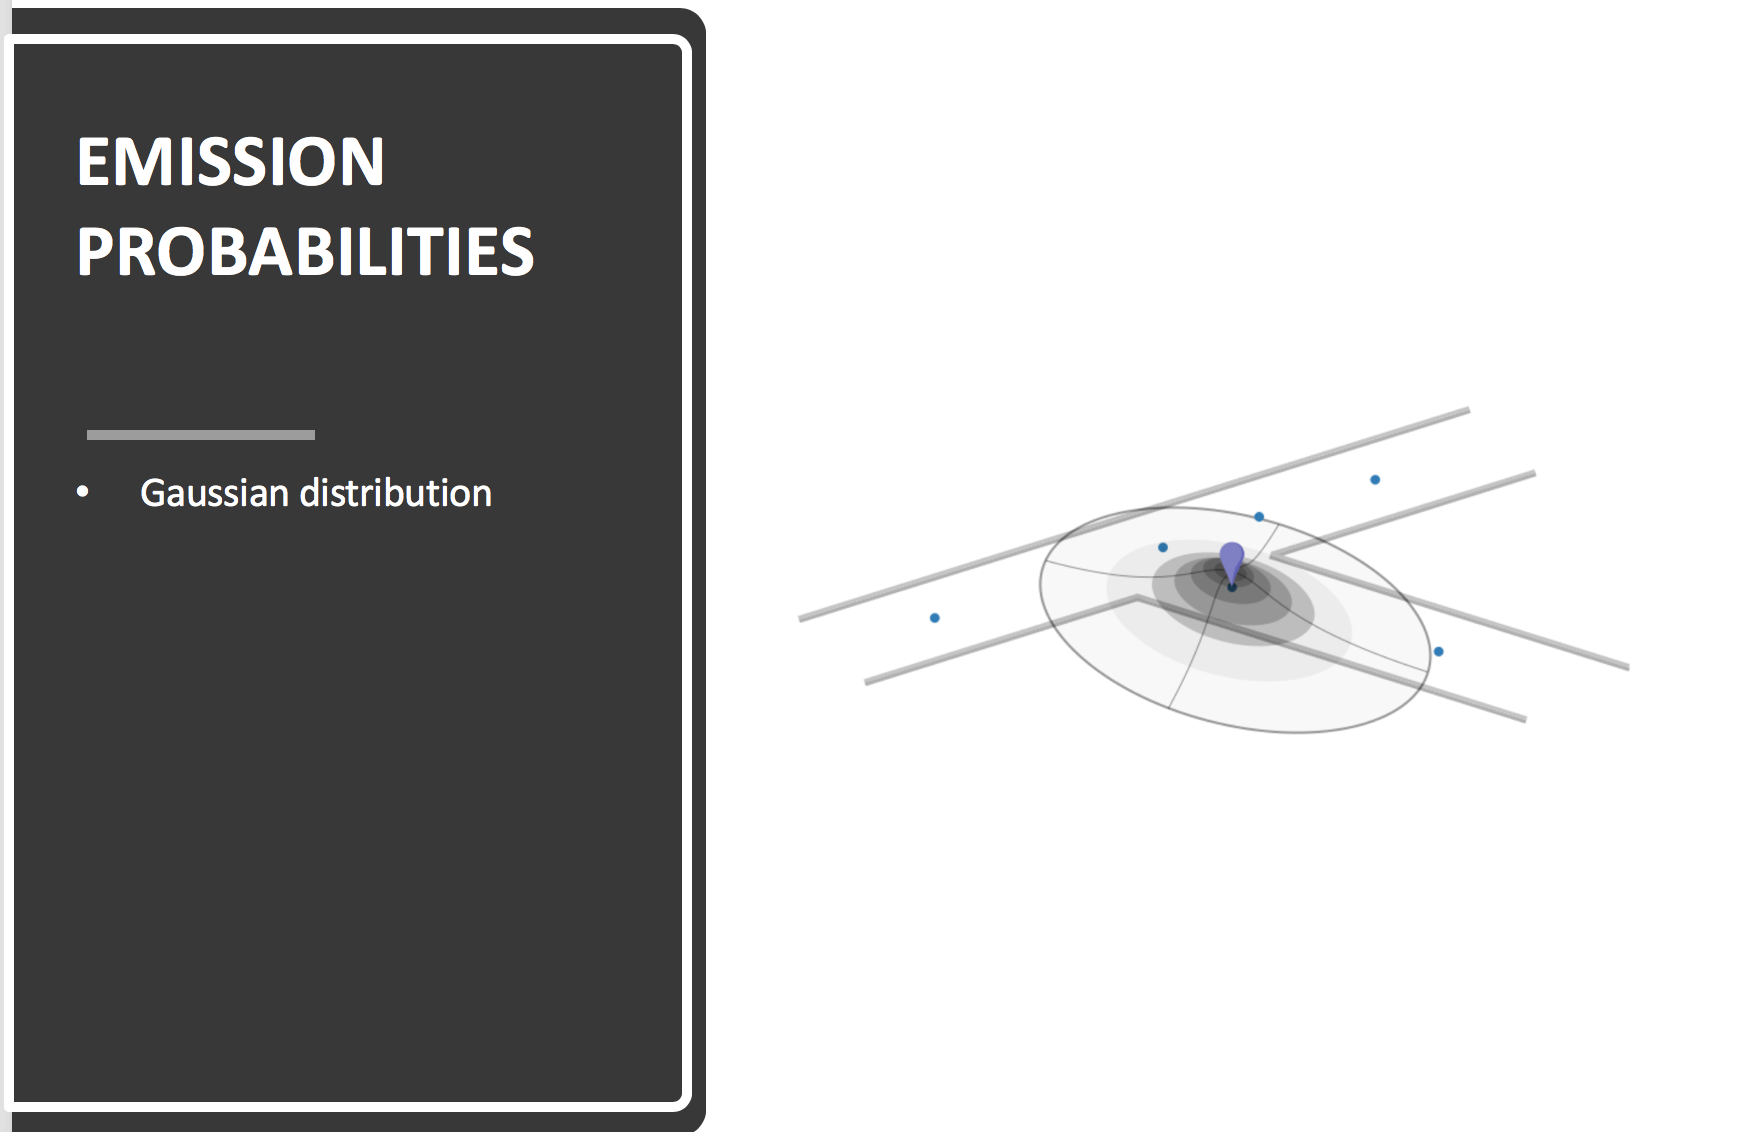 EMISSION
PROBABILITIES
• Gaussian distribution